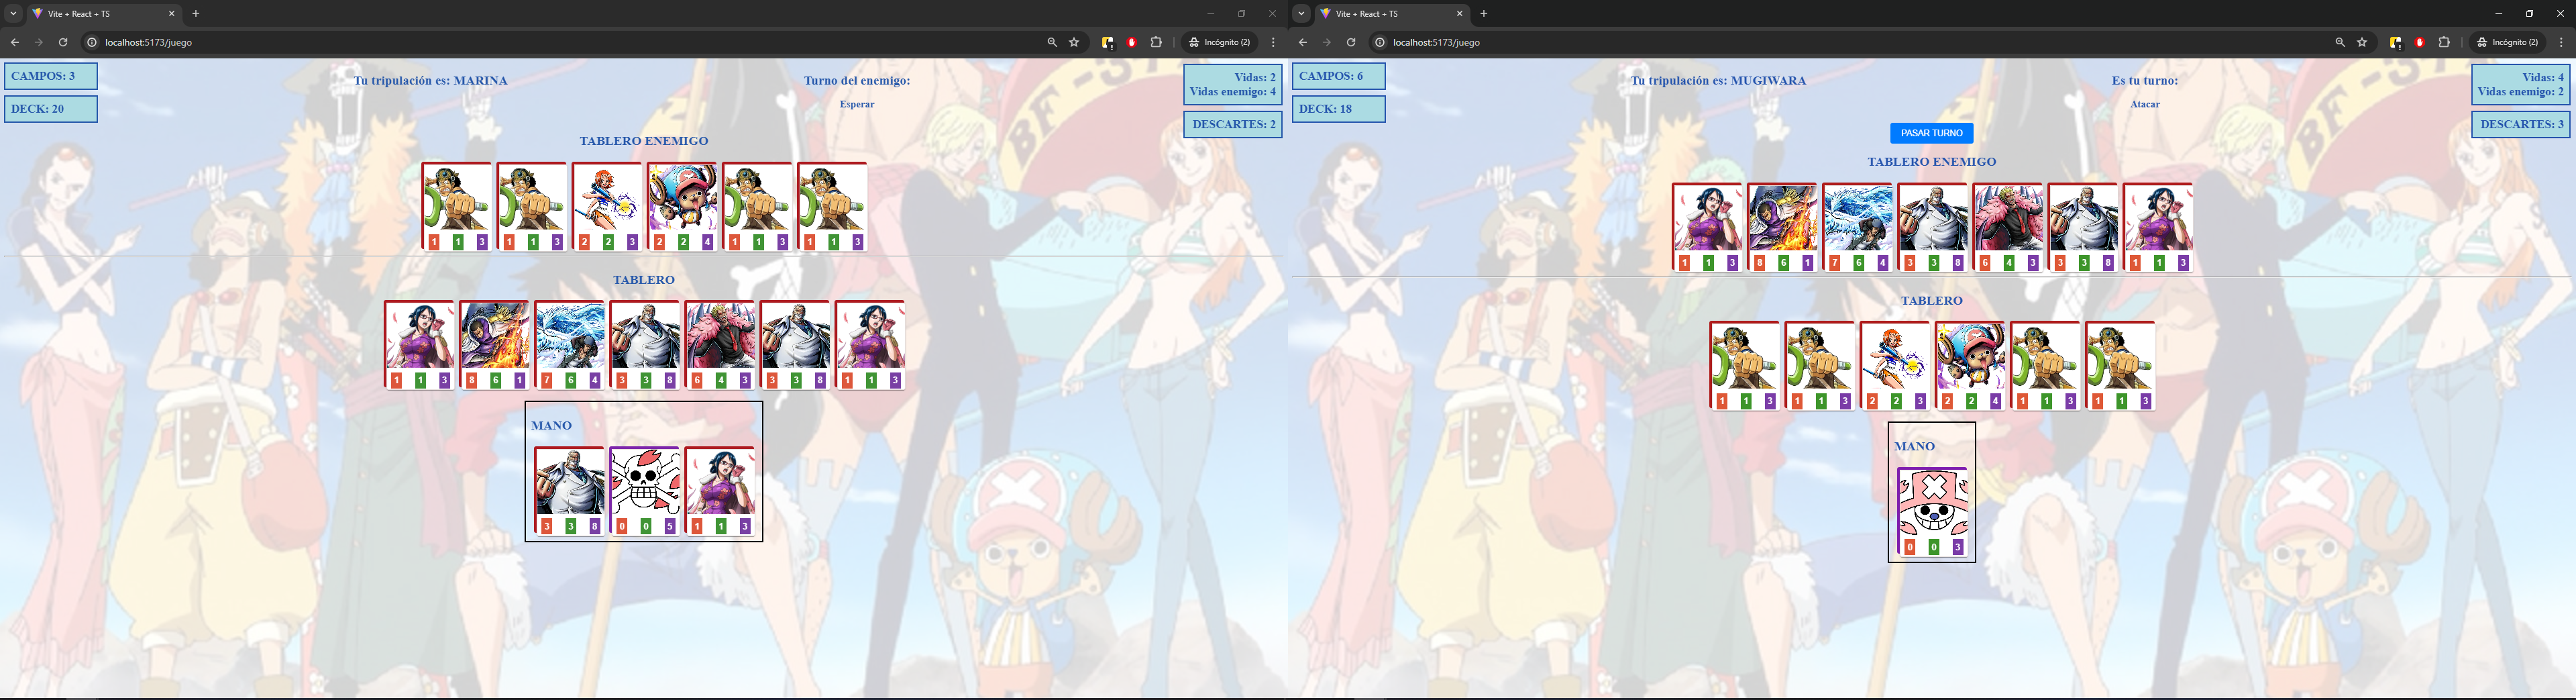 Vite + React + TS
localhost:5173/juego
Incógnito (2)
CAMPOS: 3
DECK: 20
Tu tripulación es: MARINA
Turno del enemigo:
Esperar
Vidas: 2
Vidas enemigo: 4
DESCARTES: 2
TABLERO ENEMIGO
1 1 3 1 1 3 2 2 3 2 2 4 1 1 3 1 1 3
TABLERO
1 1 3 8 6 1 7 6 4 3 3 8 6 4 3 3 3 8 1 1 3
MANO
3 3 8 0 0 5 1 1 3
Vite + React + TS
localhost:5173/juego
Incógnito (2)
CAMPOS: 6
DECK: 18
Tu tripulación es: MUGIWARA
Es tu turno:
Atacar
Vidas: 4
Vidas enemigo: 2
DESCARTES: 3
PASAR TURNO
TABLERO ENEMIGO
1 1 3 8 6 1 7 6 4 3 3 8 6 4 3 3 3 8 1 1 3
TABLERO
1 1 3 1 1 3 2 2 3 2 2 4 1 1 3 1 1 3
MANO
0 0 3